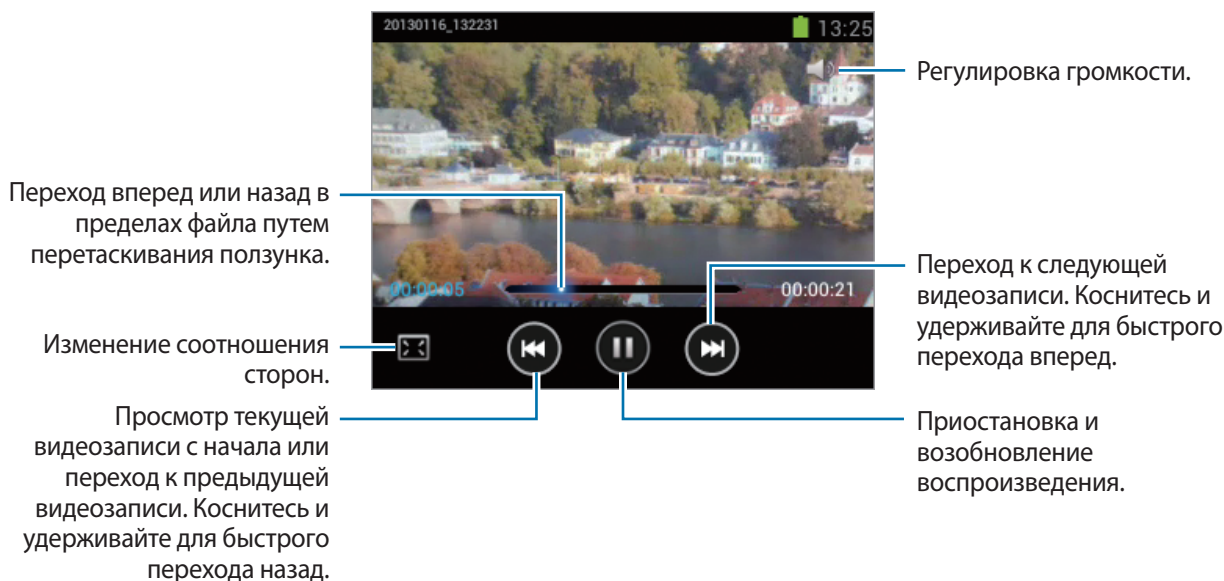 20130116_132231
13:25
Регулировка громкости.
Переход вперед или назад в
пределах файла путем
перетаскивания ползунка.
00:00:05
00:00:21
Переход к следующей
видеозаписи. Коснитесь и
удерживайте для быстрого
перехода вперед.
Изменение соотношения
сторон.
Просмотр текущей
видеозаписи с начала или
переход к предыдущей
видеозаписи. Коснитесь и
удерживайте для быстрого
перехода назад.
Приостановка и
возобновление
воспроизведения.